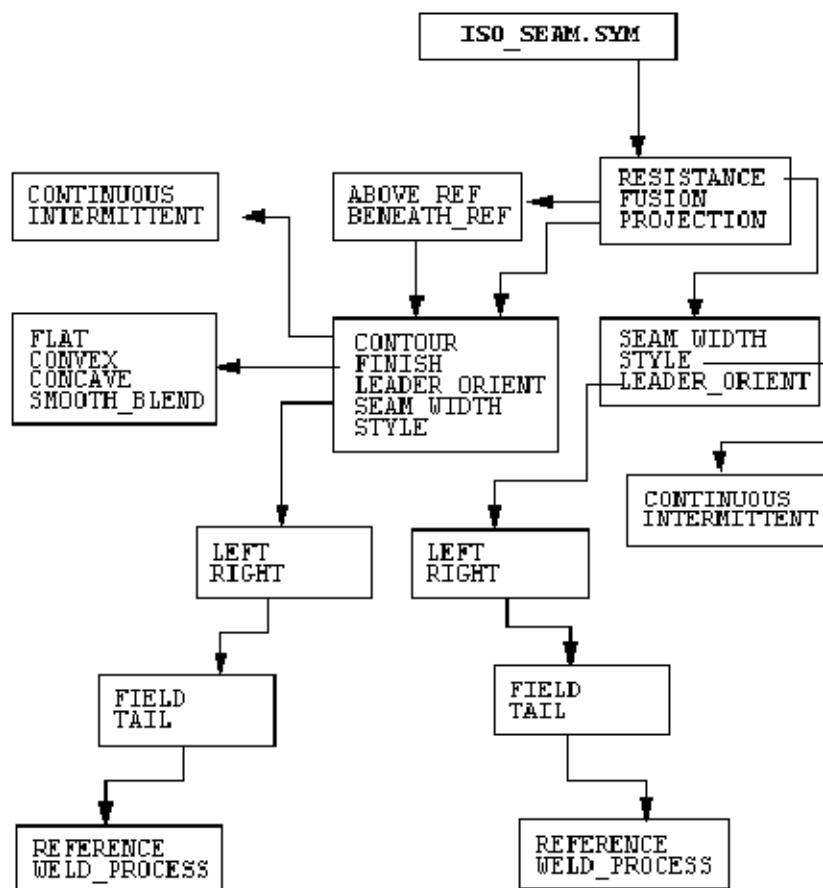 ISO_SEAM.SYM
RESISTANCE
FUSION
PROJECTION
ABOVE_REF
BENEATH_REF
CONTINUOUS
INTERMITTENT
FLAT
CONVEX
CONCAVE
SMOOTH_BLEND
CONTOUR
FINISH
LEADER_ORIENT
SEAM_WIDTH
STYLE
SEAM_WIDTH
STYLE
LEADER_ORIENT
CONTINUOUS
INTERMITTENT
LEFT
RIGHT
LEFT
RIGHT
FIELD
TAIL
FIELD
TAIL
REFERENCE
WELD_PROCESS
REFERENCE
WELD_PROCESS